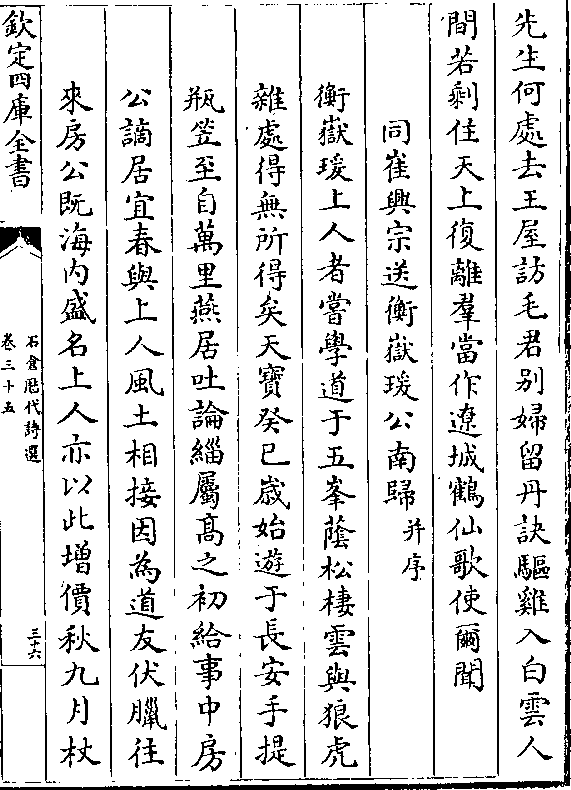 先生何處去王屋訪毛君别婦留丹訣驅雞入白雲人
間若剩住天上復離羣當作遼城鶴仙歌使爾聞
同崔興宗送衡嶽瑗公南歸并序
衡嶽瑗上人者嘗學道于五峯蔭松棲雲與狼虎
雜處得無所得矣天寶癸巳嵗始遊于長安手提
瓶笠至自萬里燕居吐論緇屬髙之初給事中房
公謫居宜春與上人風土相接因為道友伏臘往
來房公既海内盛名上人亦以此增價秋九月杖
欽定四庫全書
石倉厯代詩選
卷三十五
三十六